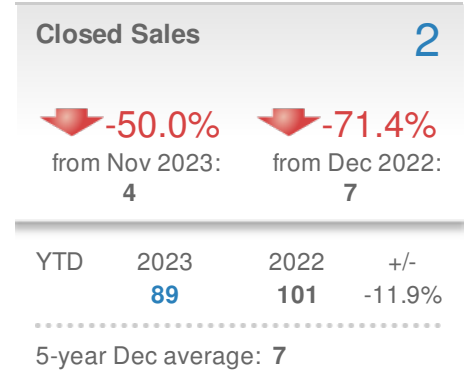 Closed Sales 2
-50.0% -71.4%
from Nov 2023: from Dec 2022:
4 7
YTD 2023 2022 +/-
89 101 -11.9%
5-year Dec average: 7